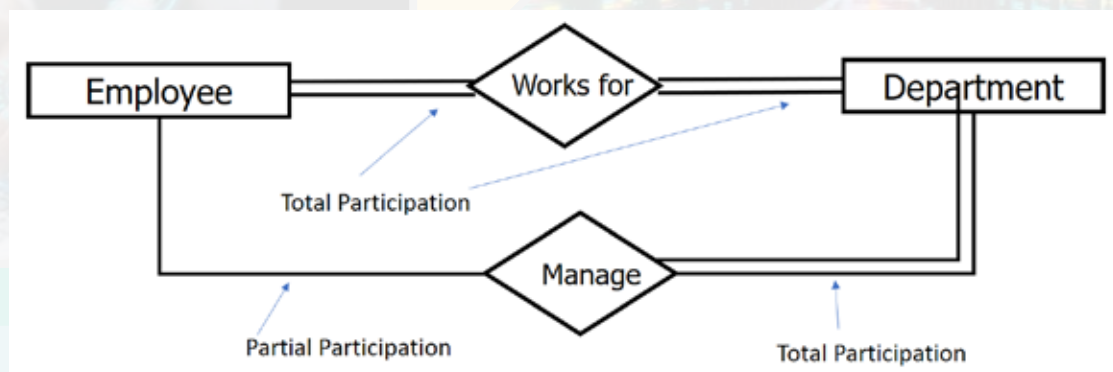 Employee
Works for
Department
Total Participation
Manage
Partial Participation
Total Participation